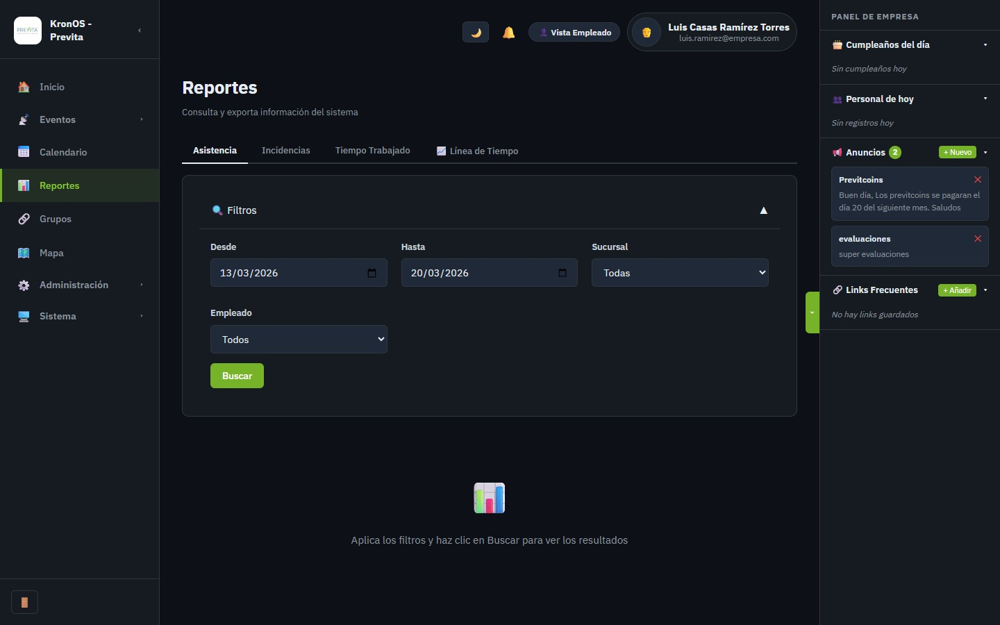 PREVITA
KronOS -
Previta
Inicio
Eventos
Calendario
Reportes
Grupos
Mapa
Administración
Sistema
Vista Empleado
Luis Casas Ramírez Torres
luis.ramirez@empresa.com
Reportes
Consulta y exporta información del sistema
Asistencia
Incidencias
Tiempo Trabajado
Línea de Tiempo
Filtros
Desde
Hasta
Sucursal
13/03/2026
20/03/2026
Todas
Empleado
Todos
Buscar
Aplica los filtros y haz clic en Buscar para ver los resultados
PANEL DE EMPRESA
Cumpleaños del día
Sin cumpleaños hoy
Personal de hoy
Sin registros hoy
Anuncios 2 + Nuevo
Previtcoins
Buen día, Los previtcoins se pagaran el
día 20 del siguiente mes. Saludos
evaluaciones
super evaluaciones
Links Frecuentes + Añadir
No hay links guardados